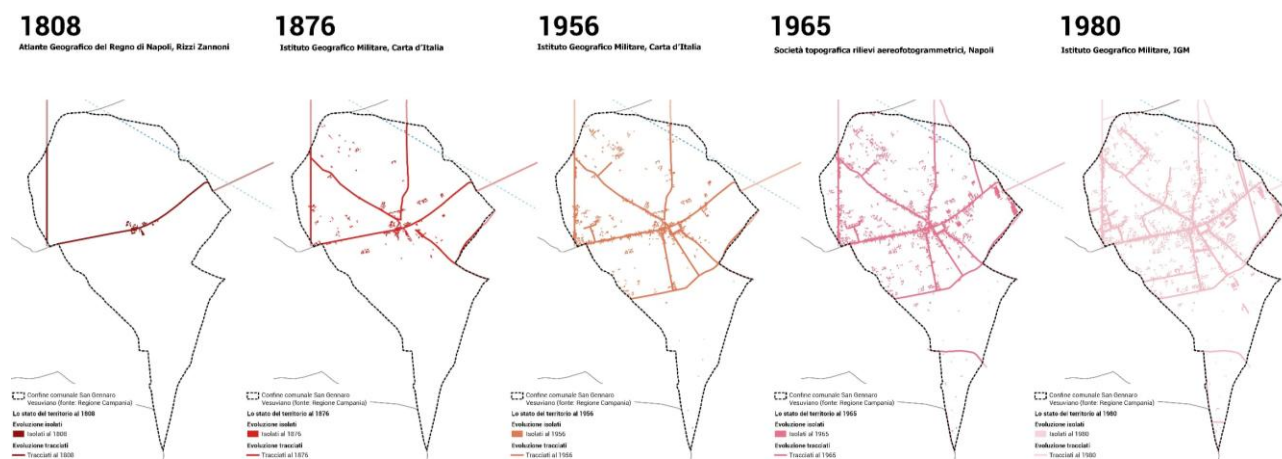 1808
Atlante Geografico del Regno di Napoli, Rizzi Zannoni
Confine comunale San Gennaro
Vesuviano (fonte: Regione Campania)
Lo stato del territorio al 1808
Evoluzione isolati
Isolati al 1808
Evoluzione tracciati
Tracciati al 1808
1876
Istituto Geografico Militare, Carta d'Italia
Confine comunale San Gennaro
Vesuviano (fonte: Regione Campania)
Lo stato del territorio al 1876
Evoluzione isolati
Isolati al 1876
Evoluzione tracciati
Tracciati al 1876
1956
Istituto Geografico Militare, Carta d'Italia
Confine comunale San Gennaro
Vesuviano (fonte: Regione Campania)
Lo stato del territorio al 1956
Evoluzione isolati
Isolati al 1956
Evoluzione tracciati
Tracciati al 1956
1965
Società topografica rilievi aereofotogrammetrici, Napoli
Confine comunale San Gennaro
Vesuviano (fonte: Regione Campania)
Lo stato del territorio al 1965
Evoluzione isolati
Isolati al 1965
Evoluzione tracciati
Tracciati al 1965
1980
Istituto Geografico Militare, IGM
Confine comunale San Gennaro
Vesuviano (fonte: Regione Campania)
Lo stato del territorio al 1980
Evoluzione isolati
Isolati al 1980
Evoluzione tracciati
Tracciati al 1980